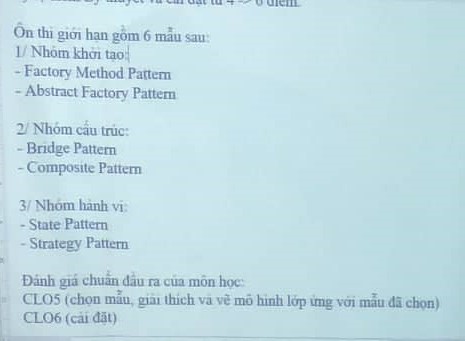 lý thuyết và cài đặt từ 4 -> 6 điểm.
Ôn thi giới hạn gồm 6 mẫu sau:
1/ Nhóm khởi tạo:
- Factory Method Pattern
- Abstract Factory Pattern
2/ Nhóm cấu trúc:
- Bridge Pattern
- Composite Pattern
3/ Nhóm hành vi:
- State Pattern
- Strategy Pattern
Đánh giá chuẩn đầu ra của môn học:
CLO5 (chọn mẫu, giải thích và vẽ mô hình lớp ứng với mẫu đã chọn)
CLO6 (cài đặt)